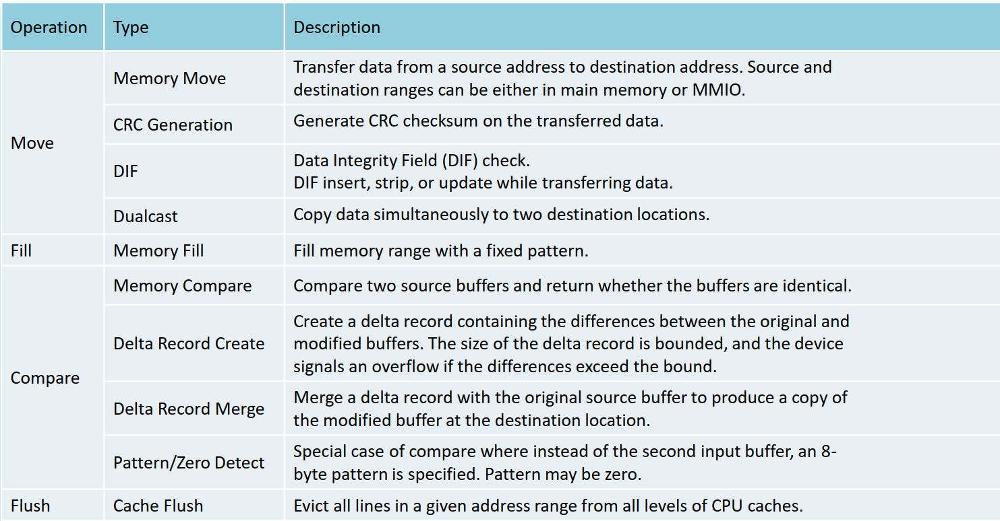 Operation Type Description
Move
Memory Move
Transfer data from a source address to destination address. Source and
destination ranges can be either in main memory or MMIO.
CRC Generation
Generate CRC checksum on the transferred data.
DIF
Data Integrity Field (DIF) check.
DIF insert, strip, or update while transferring data.
Dualcast
Copy data simultaneously to two destination locations.
Fill
Memory Fill
Fill memory range with a fixed pattern.
Compare
Memory Compare
Compare two source buffers and return whether the buffers are identical.
Delta Record Create
Create a delta record containing the differences between the original and
modified buffers. The size of the delta record is bounded, and the device
signals an overflow if the differences exceed the bound.
Delta Record Merge
Merge a delta record with the original source buffer to produce a copy of
the modified buffer at the destination location.
Pattern/Zero Detect
Special case of compare where instead of the second input buffer, an 8-
byte pattern is specified. Pattern may be zero.
Flush
Cache Flush
Evict all lines in a given address range from all levels of CPU caches.